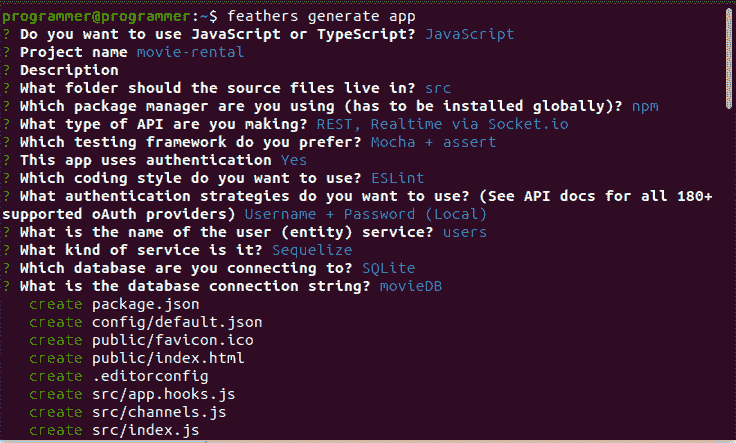 programmer@programmer:~$ feathers generate app
? Do you want to use JavaScript or TypeScript? JavaScript
? Project name movie-rental
? Description
? What folder should the source files live in? src
? Which package manager are you using (has to be installed globally)? npm
? What type of API are you making? REST, Realtime via Socket.io
? Which testing framework do you prefer? Mocha + assert
? This app uses authentication Yes
? Which coding style do you want to use? ESLint
? What authentication strategies do you want to use? (See API docs for all 180+
supported oAuth providers) Username + Password (Local)
? What is the name of the user (entity) service? users
? What kind of service is it? Sequelize
? Which database are you connecting to? SQLite
? What is the database connection string? movieDB
create package.json
create config/default.json
create public/favicon.ico
create public/index.html
create .editorconfig
create src/app.hooks.js
create src/channels.js
create src/index.js